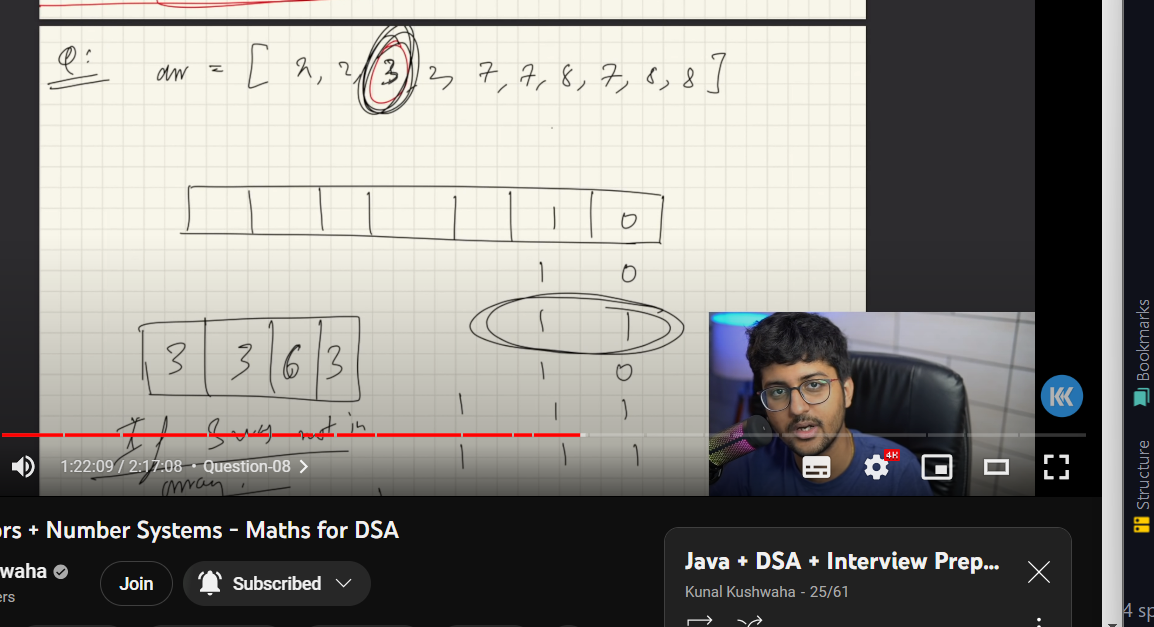 Q:
arr = [ 2, 2, 3, 2, 7, 7, 8, 7, 8, 8 ]
1 0
1 0
1 1
1 0
1 1 1
1 1 1
3 3 6 3
If 3 was not in
array.
1:22:09 / 2:17:08 • Question-08
4K
KK
Bookmarks
Structure
ors + Number Systems - Maths for DSA
waha
ers
Join
Subscribed
Java + DSA + Interview Prep...
Kunal Kushwaha - 25/61
4 sp